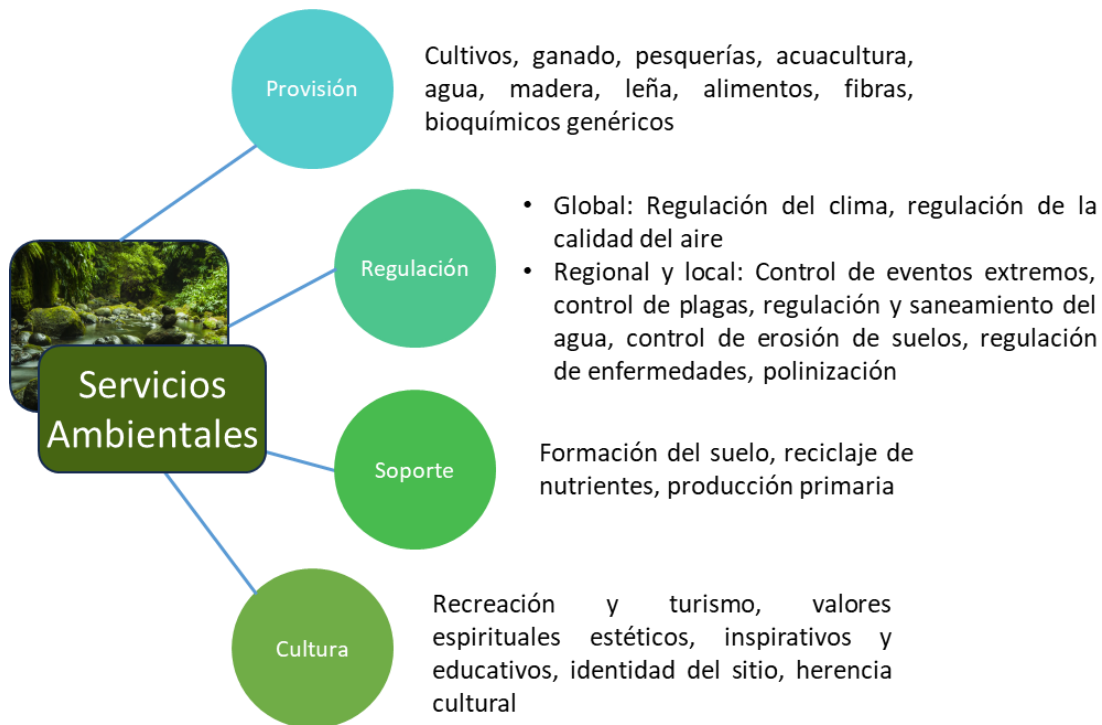 Servicios
Ambientales
Provisión
Cultivos, ganado, pesquerías, acuacultura,
agua, madera, leña, alimentos, fibras,
bioquímicos genéricos
Regulación
• Global: Regulación del clima, regulación de la
calidad del aire
• Regional y local: Control de eventos extremos,
control de plagas, regulación y saneamiento del
agua, control de erosión de suelos, regulación
de enfermedades, polinización
Soporte
Formación del suelo, reciclaje de
nutrientes, producción primaria
Cultura
Recreación y turismo, valores
espirituales estéticos, inspirativos y
educativos, identidad del sitio, herencia
cultural